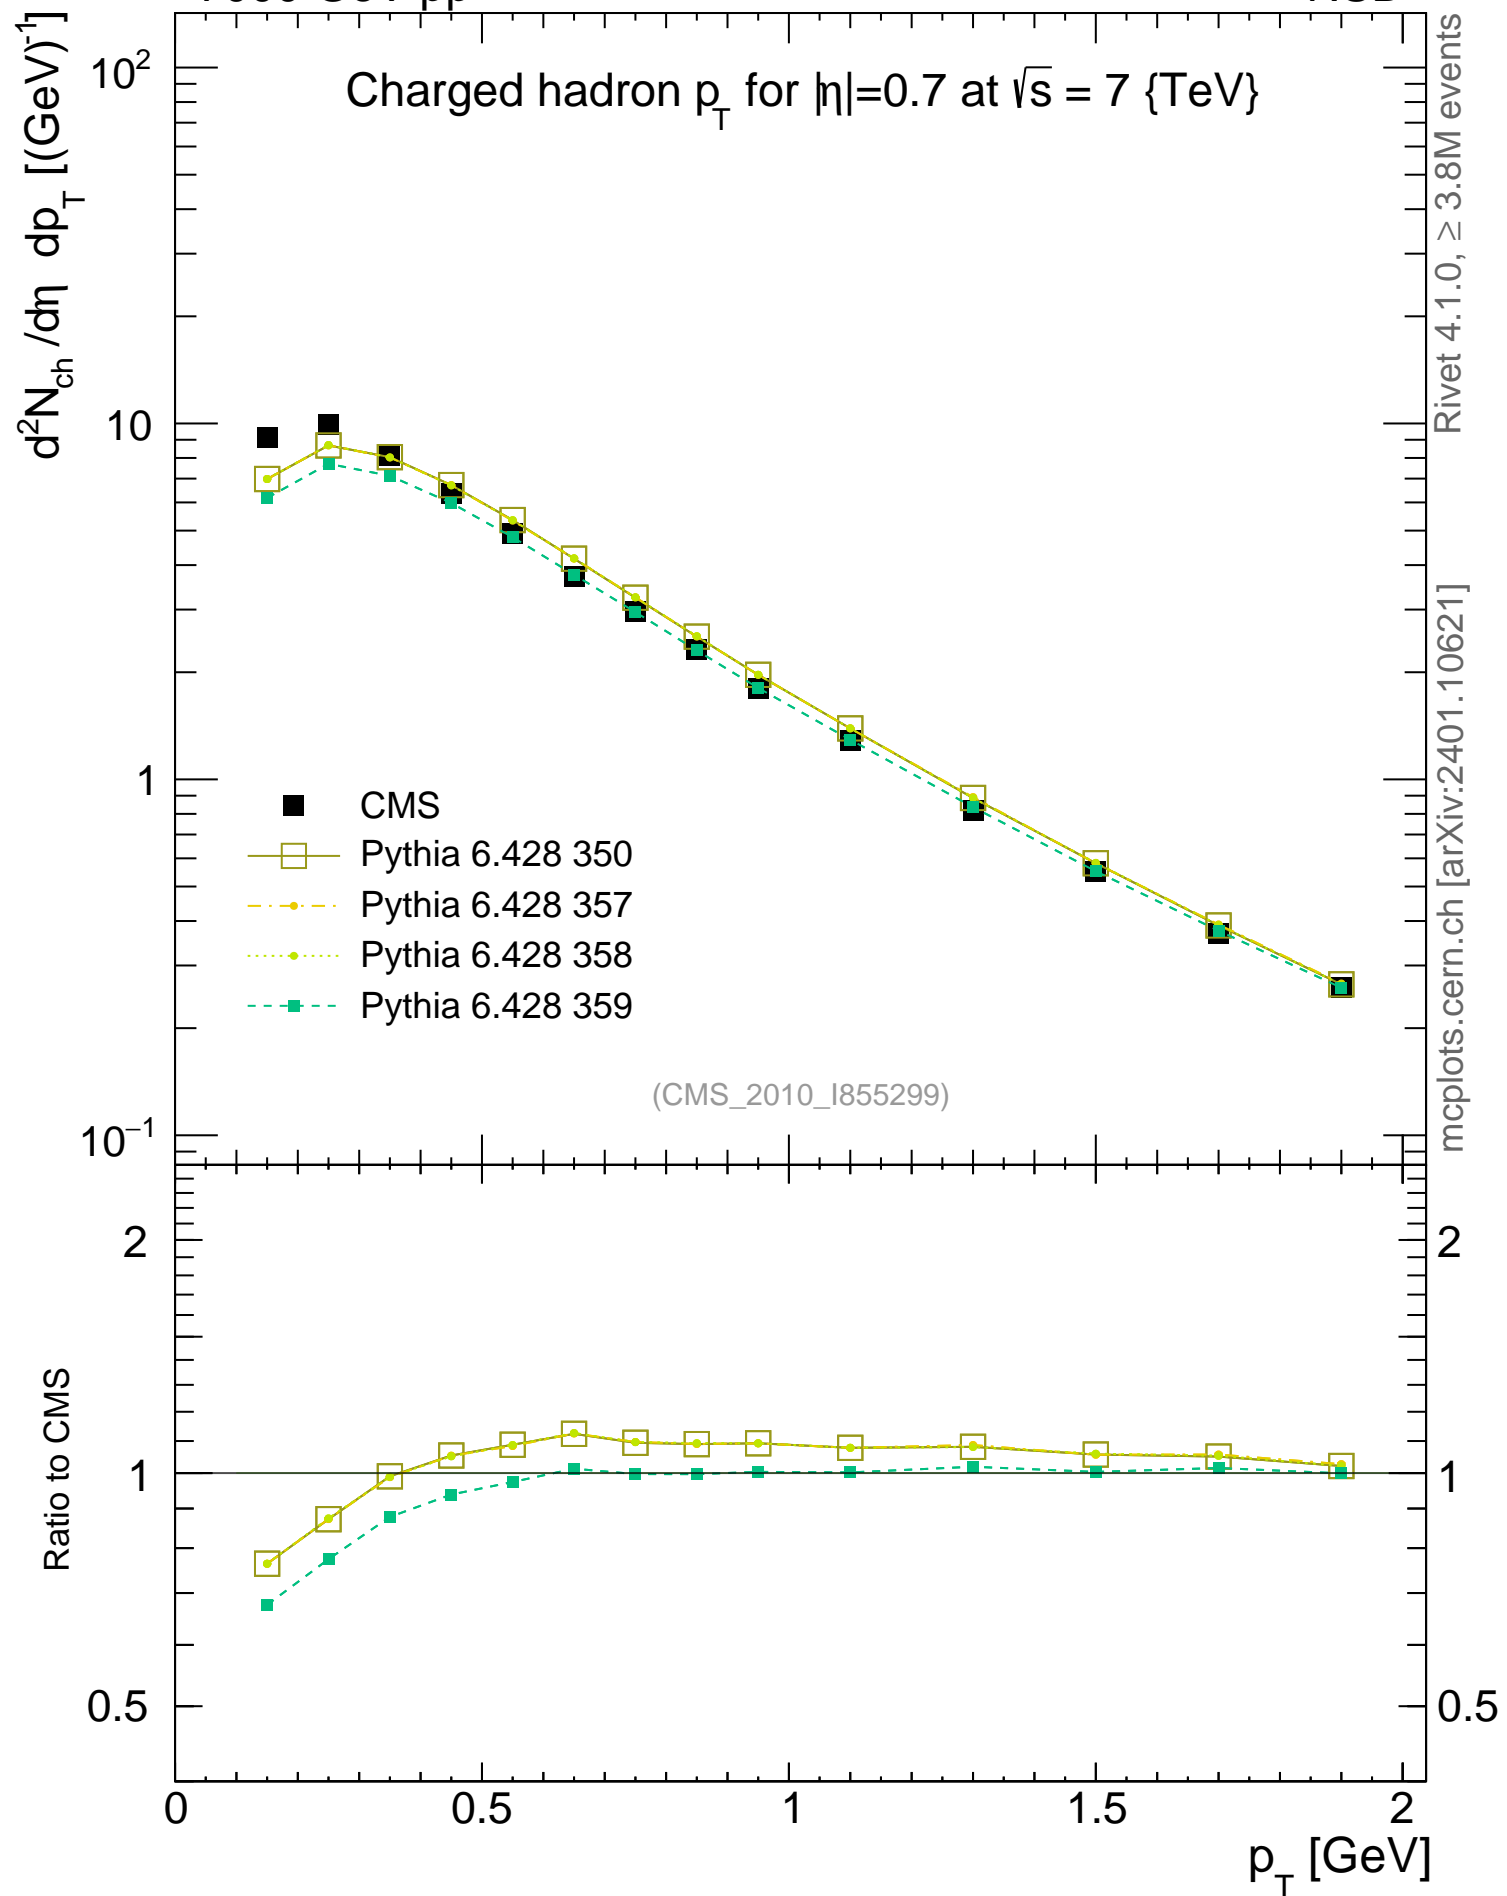 Charged hadron p_T for |η|=0.7 at √s = 7 {TeV}
d²N_ch/dη dp_T [(GeV)⁻¹]
10²
10
1
10⁻¹
CMS
Pythia 6.428 350
Pythia 6.428 357
Pythia 6.428 358
Pythia 6.428 359
(CMS_2010_I855299)
Rivet 4.1.0, ≥ 3.8M events
mcplots.cern.ch [arXiv:2401.10621]
Ratio to CMS
2
1
0.5
2
1
0.5
0 0.5 1 1.5 2
p_T [GeV]